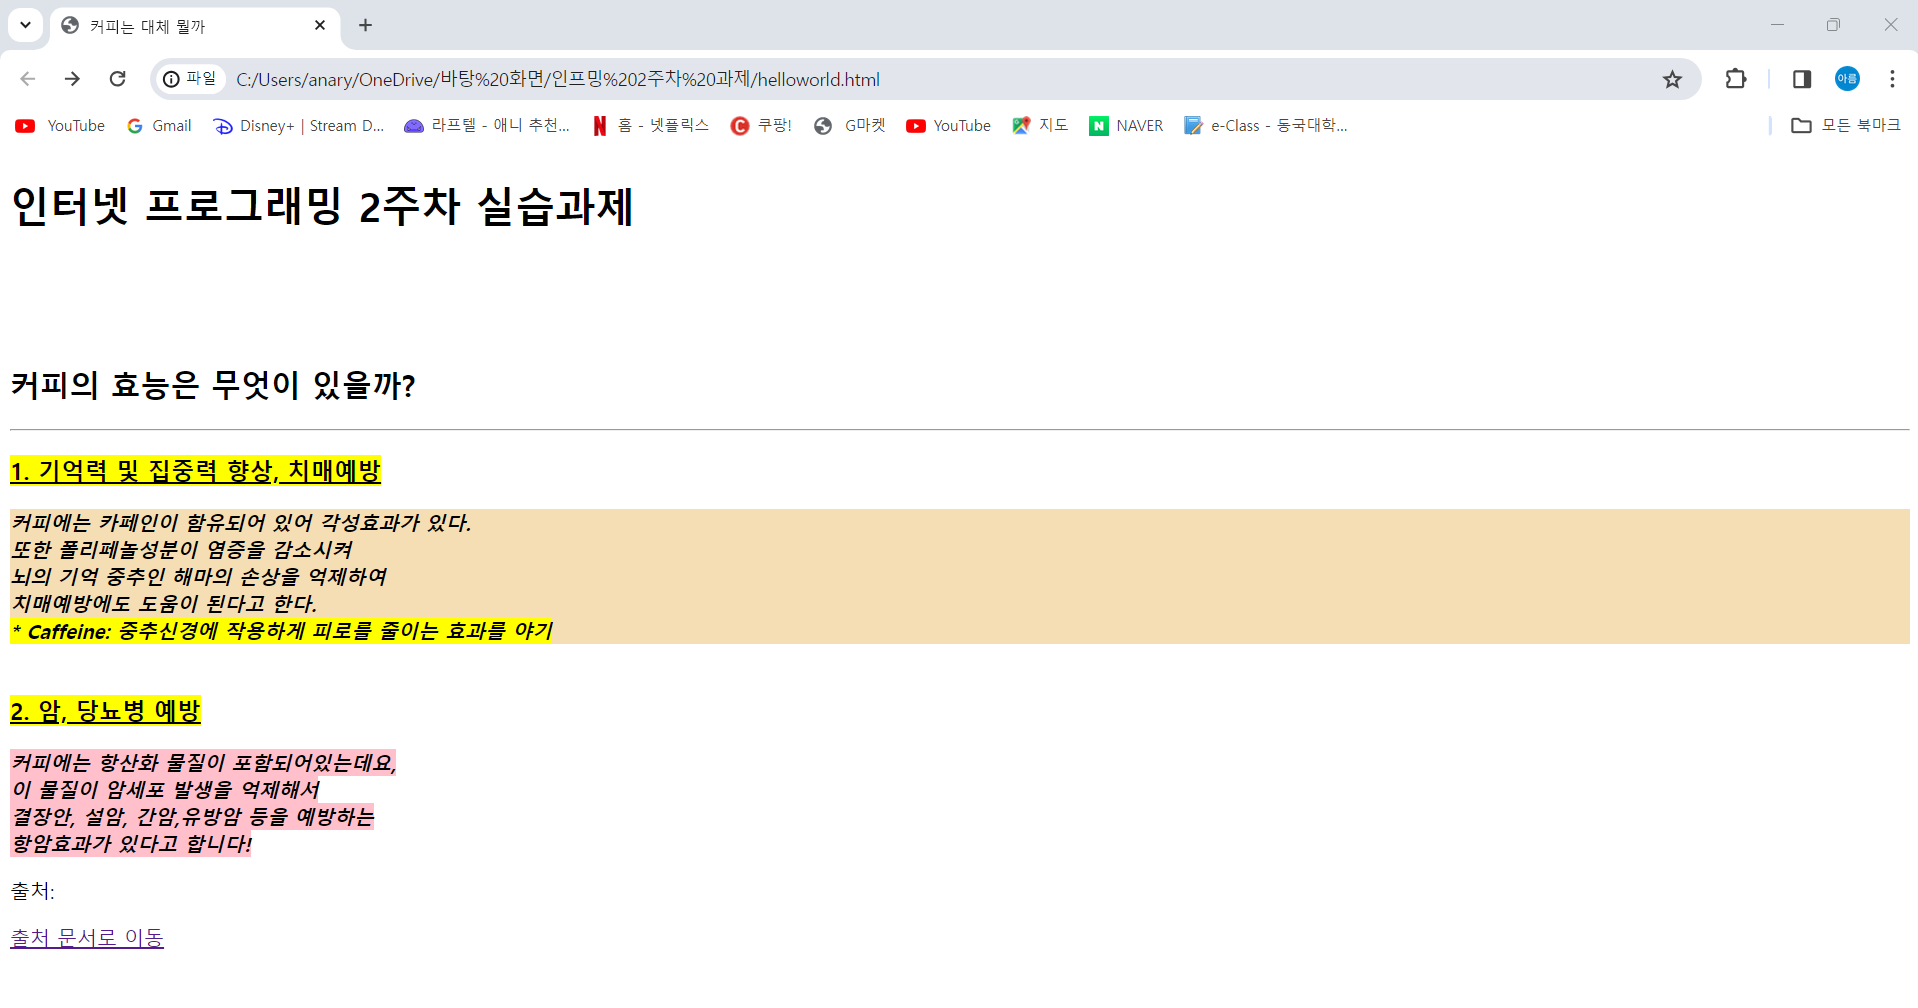 커피는 대체 뭘까
파일 C:/Users/anary/OneDrive/바탕%20화면/인프밍%202주차%20과제/helloworld.html 아름
YouTube Gmail Disney+ | Stream D... 라프텔 - 애니 추천... 홈 - 넷플릭스 쿠팡! G마켓 YouTube 지도 NAVER e-Class - 동국대학... 모든 북마크
인터넷 프로그래밍 2주차 실습과제
커피의 효능은 무엇이 있을까?
1. 기억력 및 집중력 향상, 치매예방
커피에는 카페인이 함유되어 있어 각성효과가 있다.
또한 폴리페놀성분이 염증을 감소시켜
뇌의 기억 중추인 해마의 손상을 억제하여
치매예방에도 도움이 된다고 한다.
* Caffeine: 중추신경에 작용하게 피로를 줄이는 효과를 야기
2. 암, 당뇨병 예방
커피에는 항산화 물질이 포함되어있는데요,
이 물질이 암세포 발생을 억제해서
결장안, 설암, 간암,유방암 등을 예방하는
항암효과가 있다고 합니다!
출처:
출처 문서로 이동